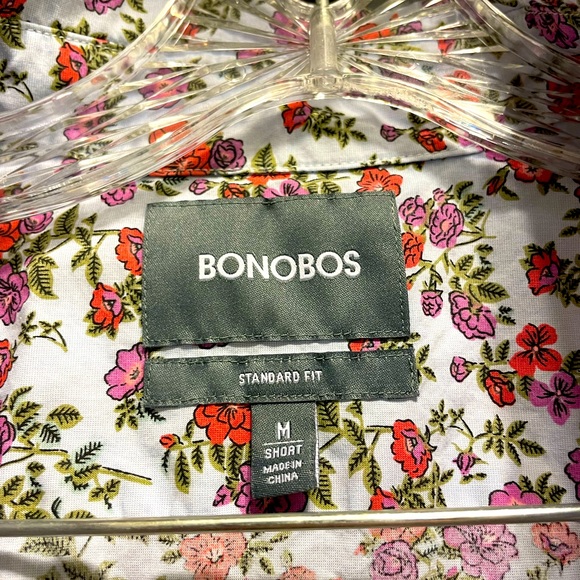 BONOBOS
STANDARD FIT
M
SHORT
MADE IN
CHINA